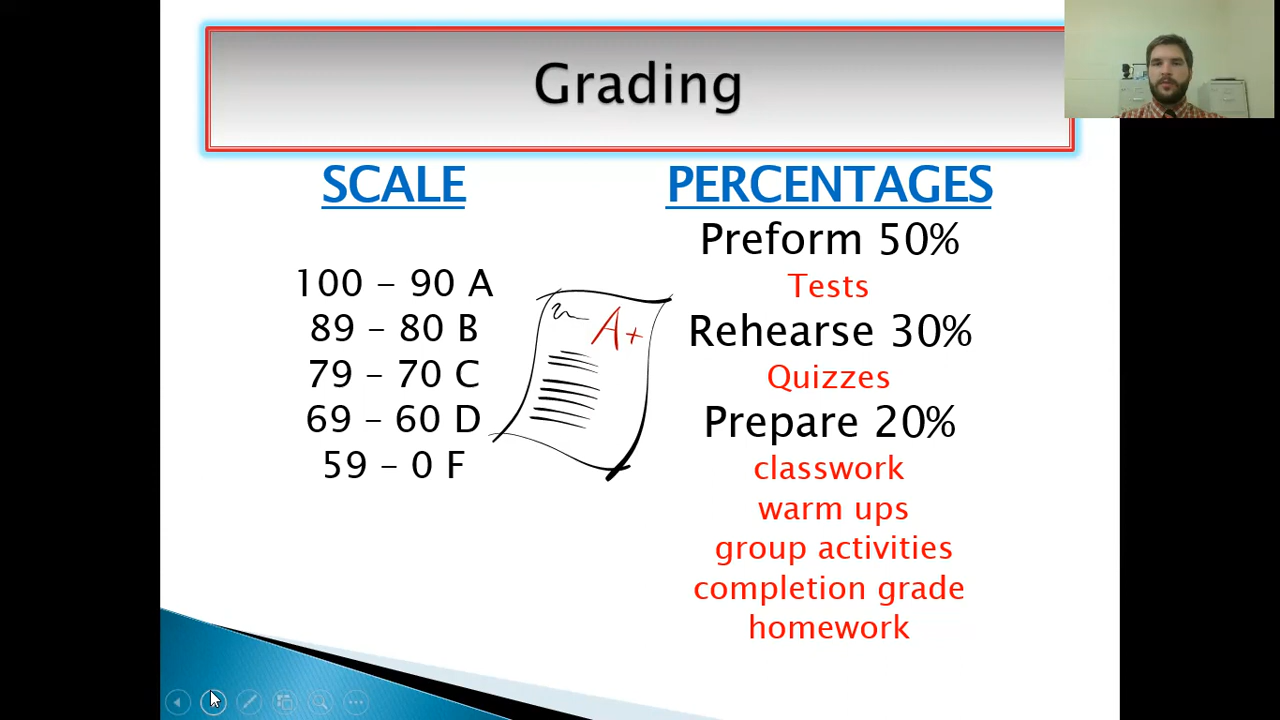 Grading
SCALE
100 - 90 A
89 - 80 B
79 - 70 C
69 - 60 D
59 - 0 F
A+
PERCENTAGES
Preform 50%
Tests
Rehearse 30%
Quizzes
Prepare 20%
classwork
warm ups
group activities
completion grade
homework